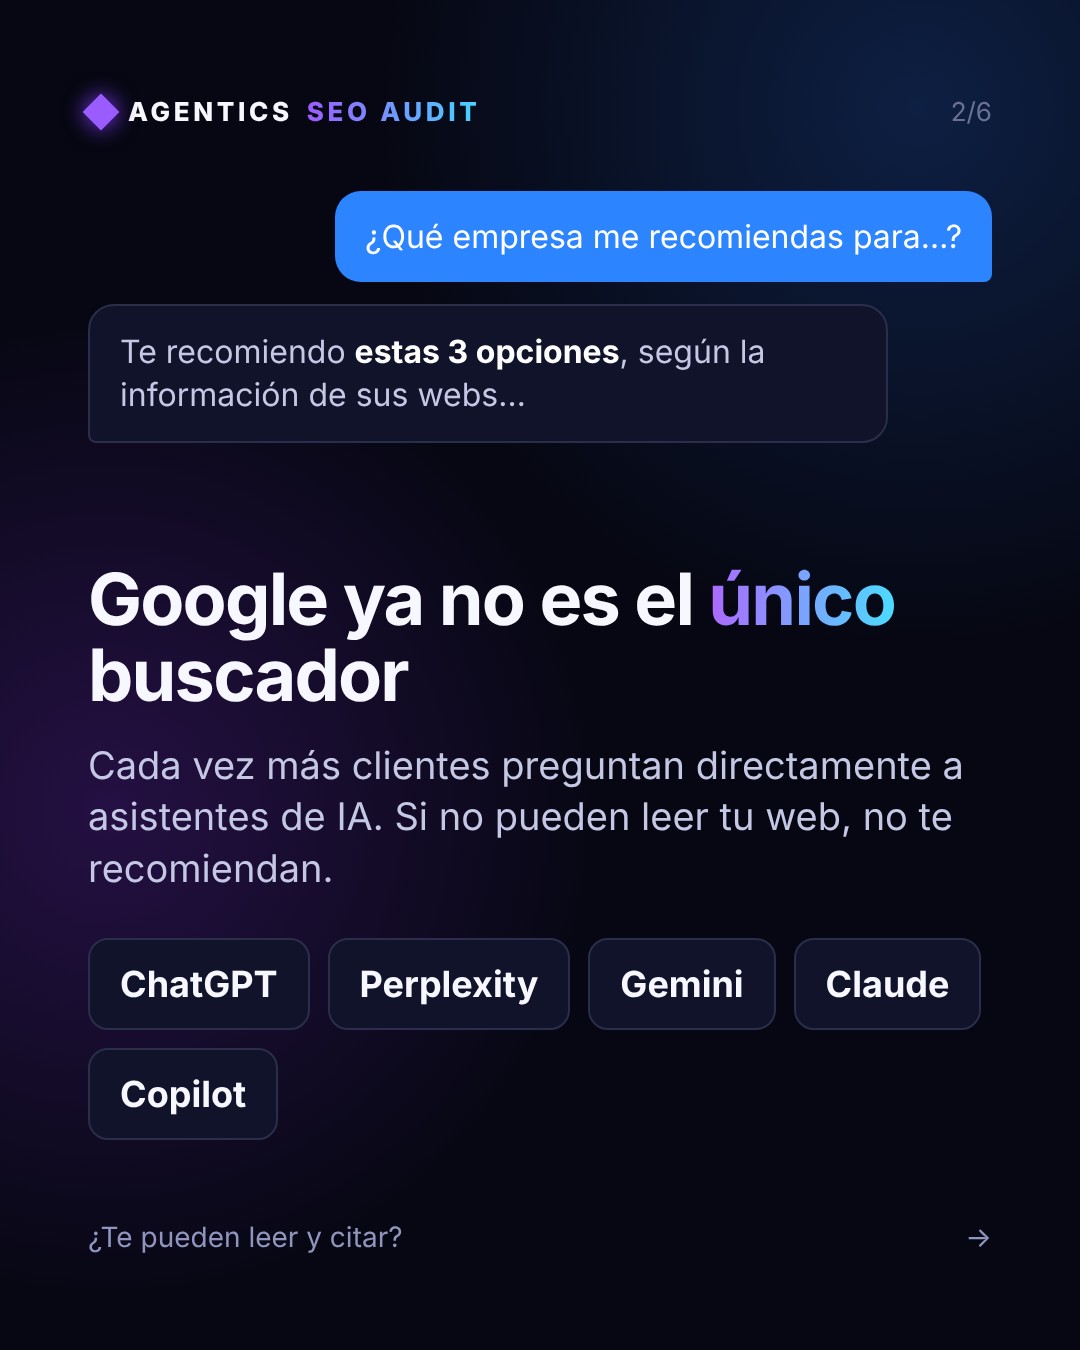 AGENTICS SEO AUDIT
2/6
¿Qué empresa me recomiendas para...?
Te recomiendo estas 3 opciones, según la
información de sus webs...
Google ya no es el único
buscador
Cada vez más clientes preguntan directamente a
asistentes de IA. Si no pueden leer tu web, no te
recomiendan.
ChatGPT
Perplexity
Gemini
Claude
Copilot
¿Te pueden leer y citar?
→